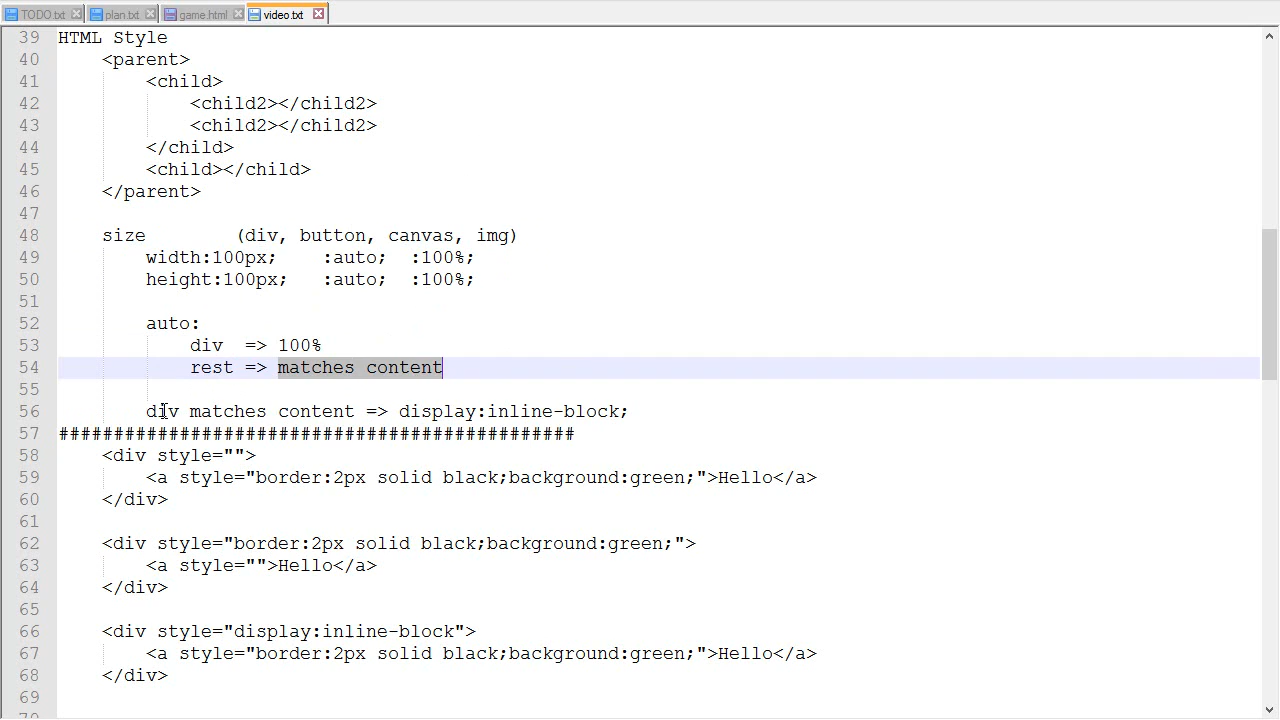 TODO.txt plan.txt game.html video.txt
39 HTML Style
40 <parent>
41 <child>
42 <child2></child2>
43 <child2></child2>
44 </child>
45 <child></child>
46 </parent>
47
48 size (div, button, canvas, img)
49 width:100px; :auto; :100%;
50 height:100px; :auto; :100%;
51
52 auto:
53 div => 100%
54 rest => matches content
55
56 div matches content => display:inline-block;
57 ###############################################
58 <div style="">
59 <a style="border:2px solid black;background:green;">Hello</a>
60 </div>
61
62 <div style="border:2px solid black;background:green;">
63 <a style="">Hello</a>
64 </div>
65
66 <div style="display:inline-block">
67 <a style="border:2px solid black;background:green;">Hello</a>
68 </div>
69
70